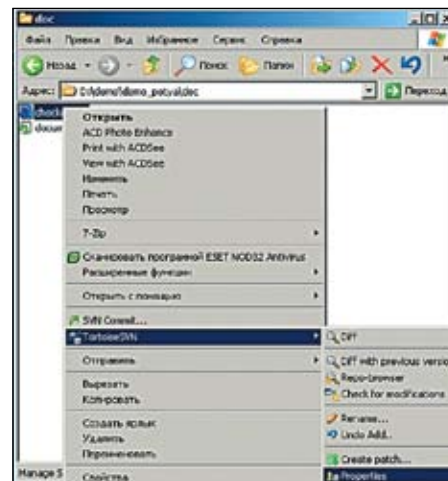 doc
Файл Правка Вид Избранное Сервис Справка
Назад Поиск Папки
Адрес: Переход
Открыть
ACD Photo Enhance
Print with ACDSee
View with ACDSee
Изменить
Печать
Просмотр
7-Zip
Сканировать программой ESET NOD32 Antivirus
Расширенные функции
Открыть с помощью
SVN Commit...
TortoiseSVN
Diff
Отправить
Diff with previous versio
Repo-browser
Вырезать
Check for modifications
Копировать
Rename...
Создать ярлык
Undo Add...
Удалить
Переименовать
Create patch...
Manage S
Свойства
Properties